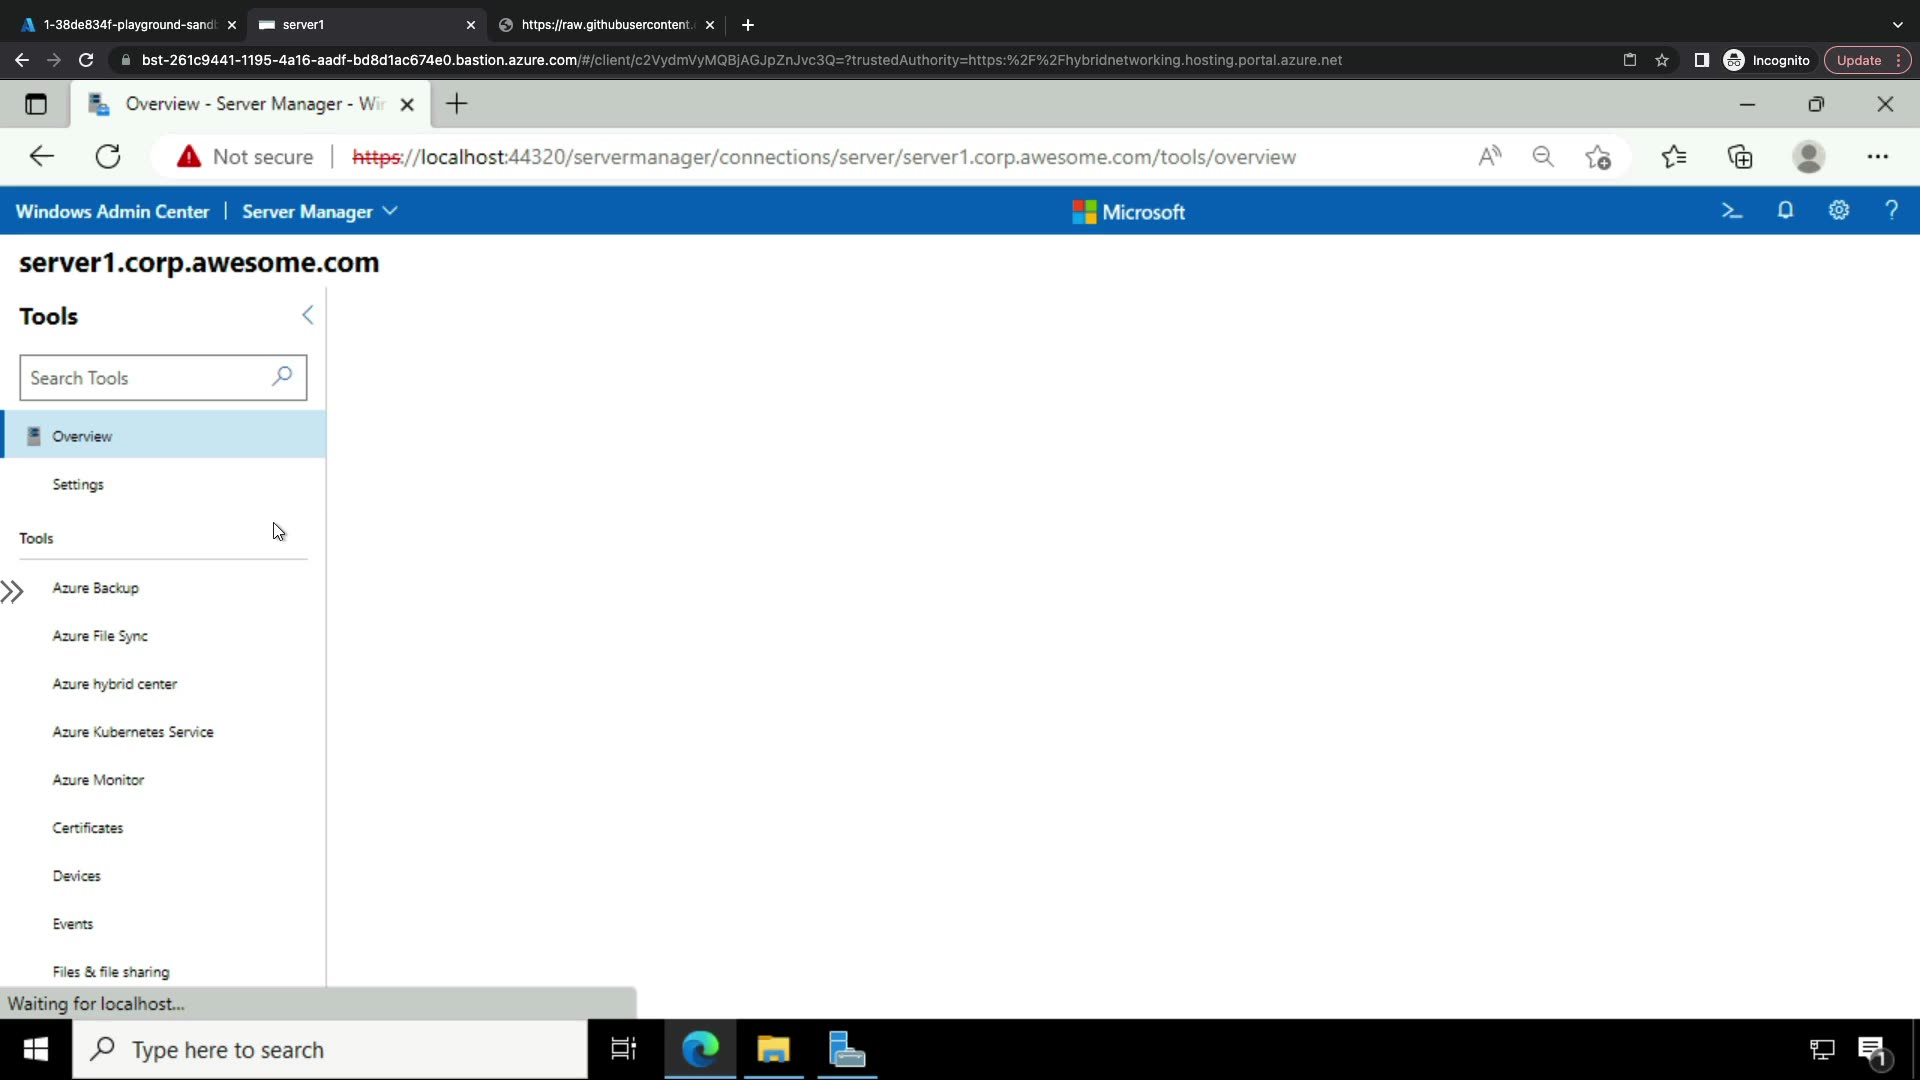 1-38de834f-playground-sand
server1
https://raw.githubusercontent.
bst-261c9441-1195-4a16-aadf-bd8d1ac674e0.bastion.azure.com/#/client/c2VydmVyMQBjAGJpZnJvc3Q=?trustedAuthority=https:%2F%2Fhybridnetworking.hosting.portal.azure.net
Incognito
Update
Overview - Server Manager - Wir
Not secure
https://localhost:44320/servermanager/connections/server/server1.corp.awesome.com/tools/overview
Windows Admin Center | Server Manager
Microsoft
server1.corp.awesome.com
Tools
Search Tools
Overview
Settings
Tools
Azure Backup
Azure File Sync
Azure hybrid center
Azure Kubernetes Service
Azure Monitor
Certificates
Devices
Events
Files & file sharing
Waiting for localhost...
Type here to search
1